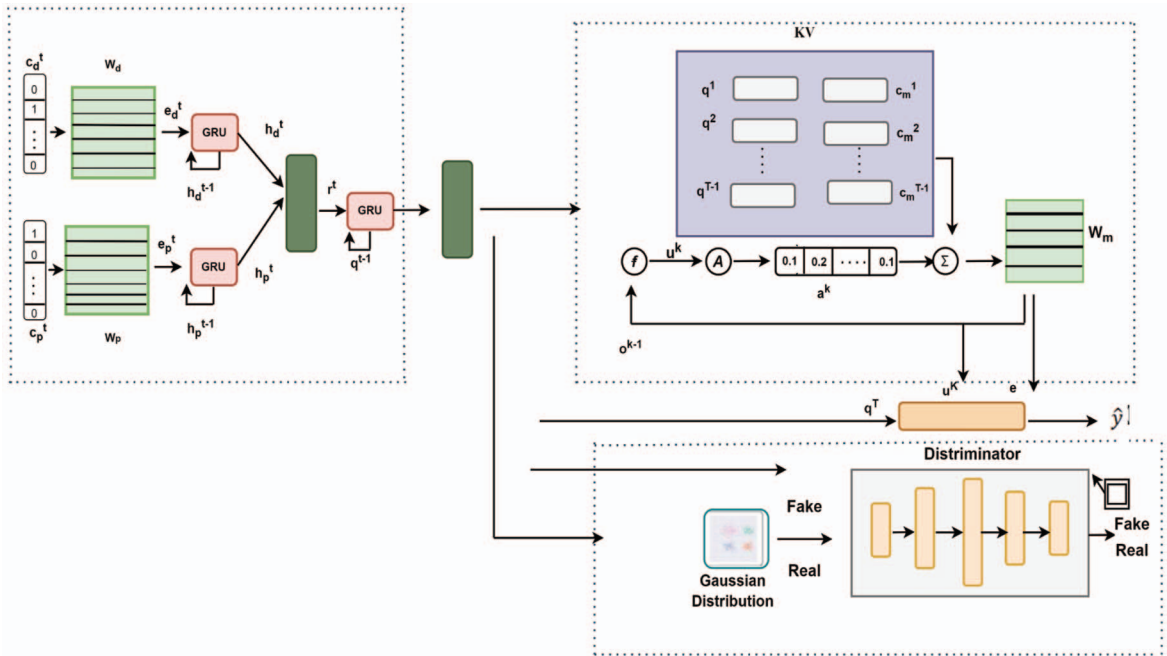 c_d^t
0
1
0
W_d
e_d^t
GRU
h_d^t
h_d^{t-1}
r^t
GRU
q^{t-1}
1
0
0
c_p^t
W_p
e_p^t
GRU
h_p^t
h_p^{t-1}
KV
q^1
c_m^1
q^2
c_m^2
q^{T-1}
c_m^{T-1}
f
u^k
A
0.1
0.2
....
0.1
a^k
Σ
W_m
o^{k-1}
u^K
e
q^T
ŷ
Distriminator
Fake
Real
Gaussian
Distribution
Fake
Real